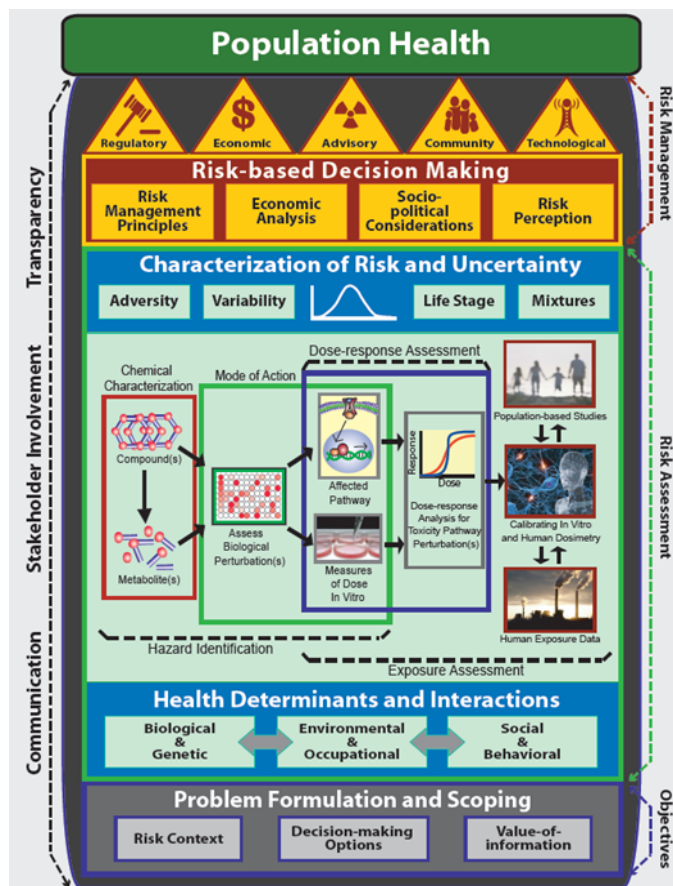 Population Health
Regulatory
Economic
Advisory
Community
Technological
Risk-based Decision Making
Risk
Management
Principles
Economic
Analysis
Socio-
political
Considerations
Risk
Perception
Characterization of Risk and Uncertainty
Adversity
Variability
Life Stage
Mixtures
Dose-response Assessment
Chemical
Characterization
Mode of Action
Compound(s)
Metabolite(s)
Assess
Biological
Perturbation(s)
Affected
Pathway
Measures
of Dose
In Vitro
Response
Dose
Dose-response
Analysis for
Toxicity Pathway
Perturbation(s)
Population-based Studies
Calibrating In Vitro
and Human Dosimetry
Human Exposure Data
Hazard Identification
Exposure Assessment
Health Determinants and Interactions
Biological
&
Genetic
Environmental
&
Occupational
Social
&
Behavioral
Problem Formulation and Scoping
Risk Context
Decision-making
Options
Value-of-
information
Transparency
Stakeholder Involvement
Communication
Risk Management
Risk Assessment
Objectives